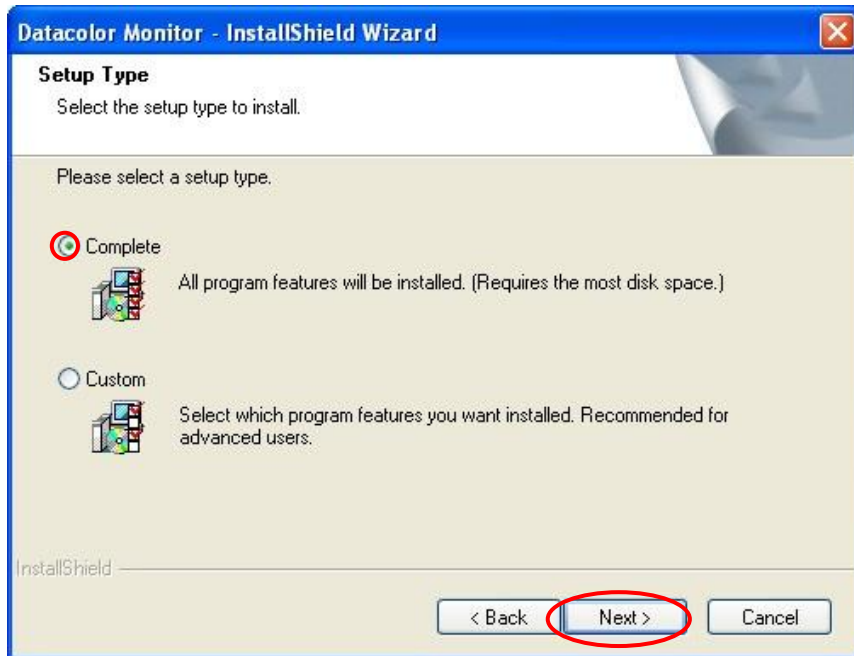 Datacolor Monitor - InstallShield Wizard
Setup Type
Select the setup type to install.
Please select a setup type.
Complete
All program features will be installed. (Requires the most disk space.)
Custom
Select which program features you want installed. Recommended for
advanced users.
InstallShield
< Back
Next >
Cancel